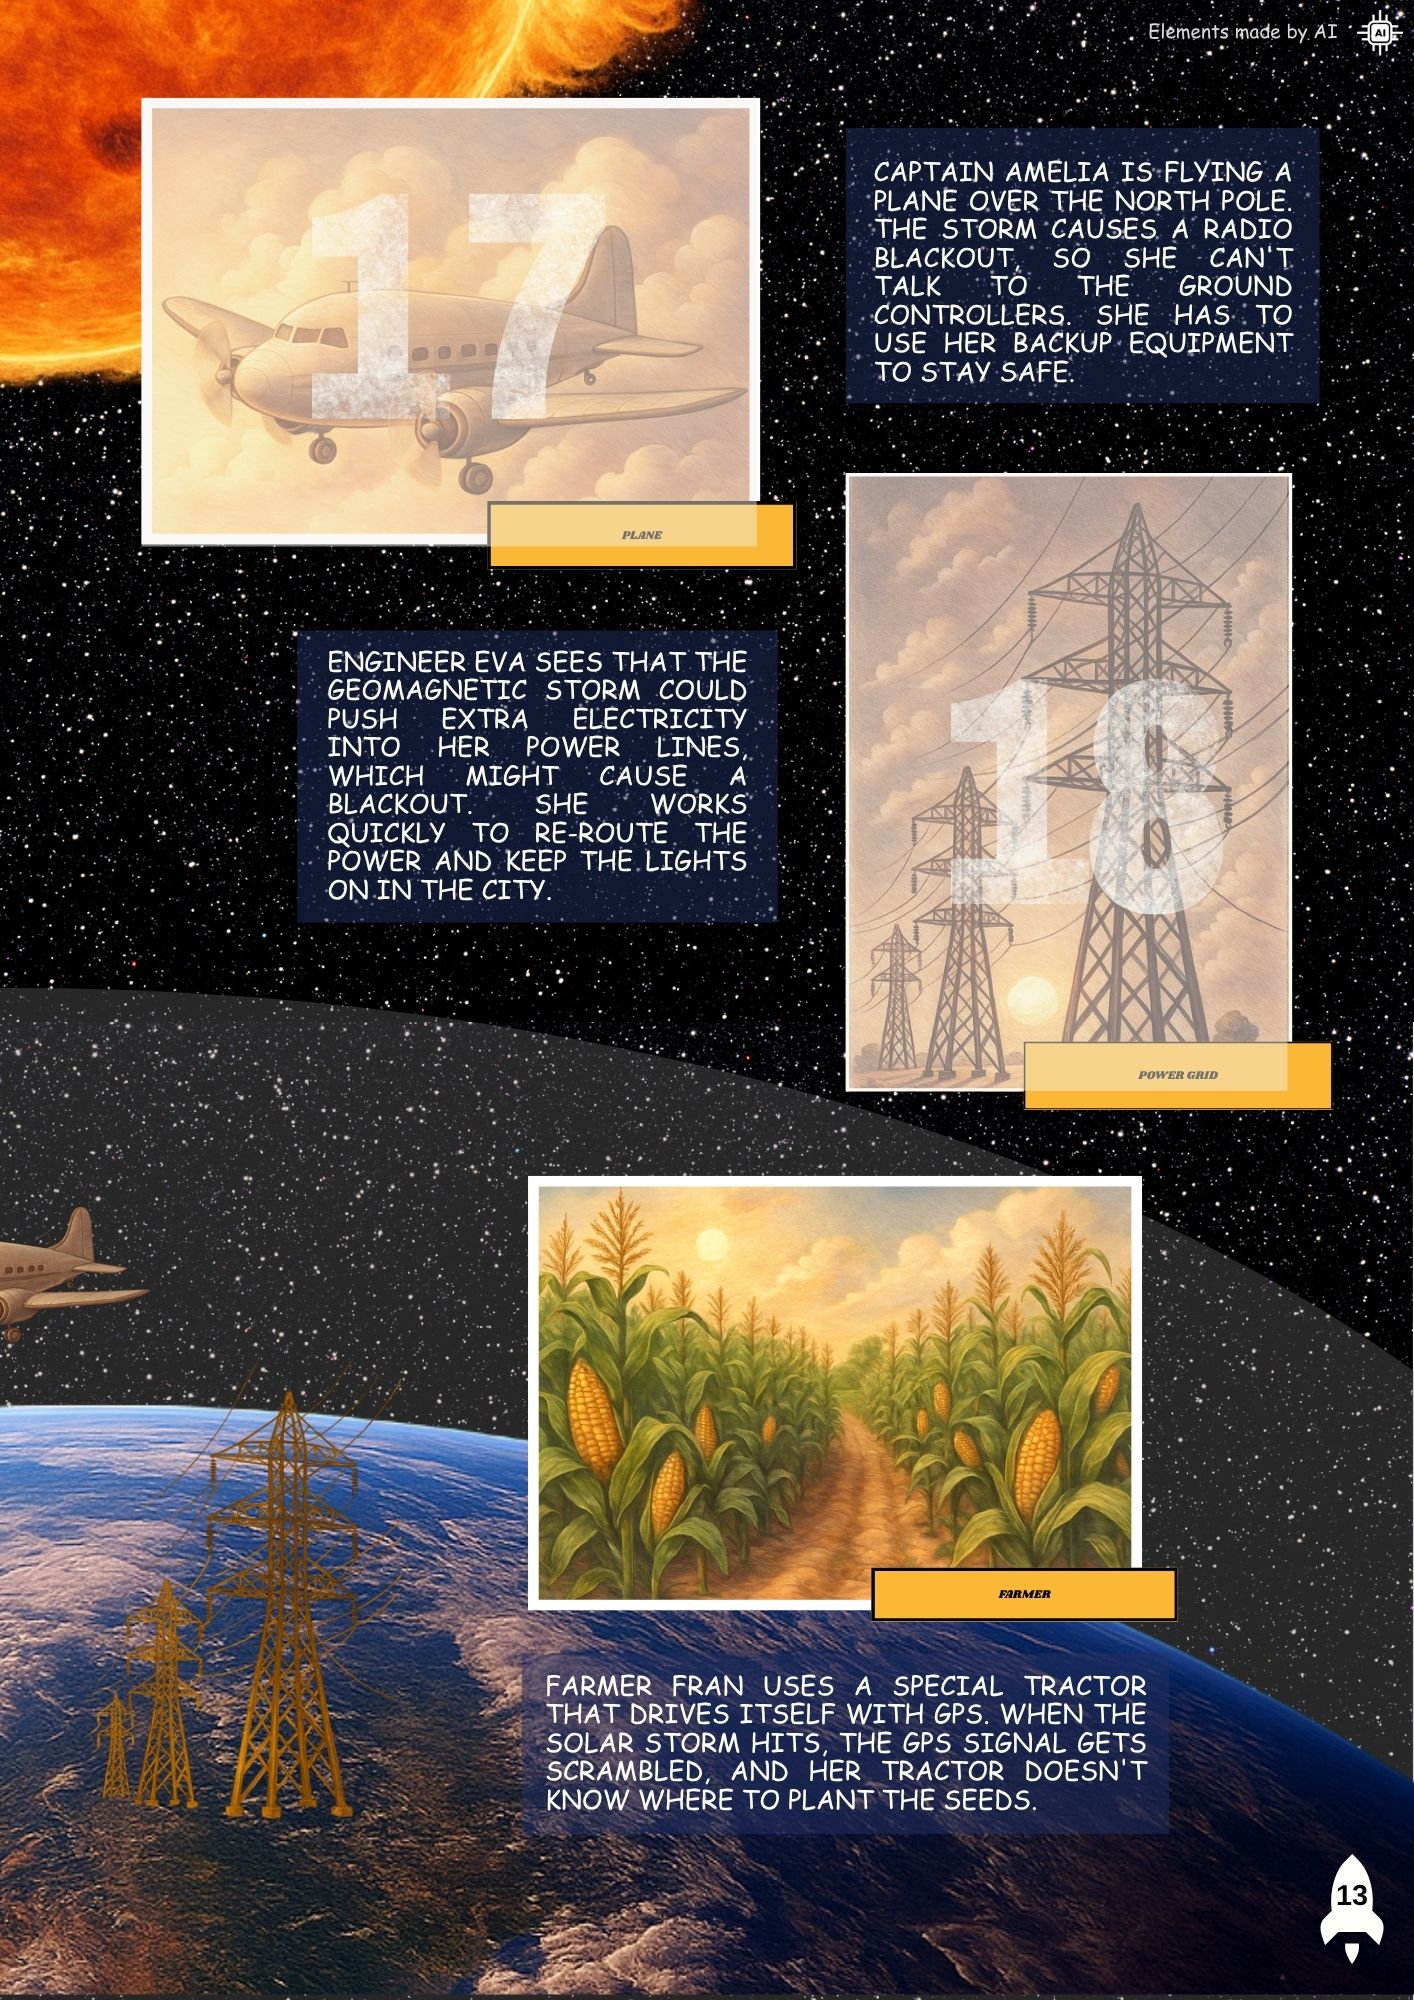 Elements made by AI
AI
17
CAPTAIN AMELIA IS FLYING A
PLANE OVER THE NORTH POLE.
THE STORM CAUSES A RADIO
BLACKOUT, SO SHE CAN'T
TALK TO THE GROUND
CONTROLLERS. SHE HAS TO
USE HER BACKUP EQUIPMENT
TO STAY SAFE.
PLANE
ENGINEER EVA SEES THAT THE
GEOMAGNETIC STORM COULD
PUSH EXTRA ELECTRICITY
INTO HER POWER LINES,
WHICH MIGHT CAUSE A
BLACKOUT. SHE WORKS
QUICKLY TO RE-ROUTE THE
POWER AND KEEP THE LIGHTS
ON IN THE CITY.
18
POWER GRID
FARMER
FARMER FRAN USES A SPECIAL TRACTOR
THAT DRIVES ITSELF WITH GPS. WHEN THE
SOLAR STORM HITS, THE GPS SIGNAL GETS
SCRAMBLED, AND HER TRACTOR DOESN'T
KNOW WHERE TO PLANT THE SEEDS.
13